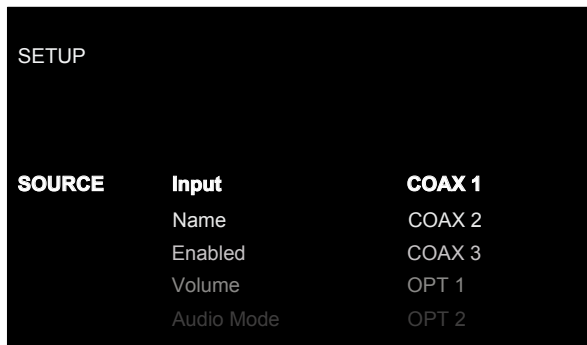 SETUP
SOURCE Input COAX 1
Name COAX 2
Enabled COAX 3
Volume OPT 1
Audio Mode OPT 2